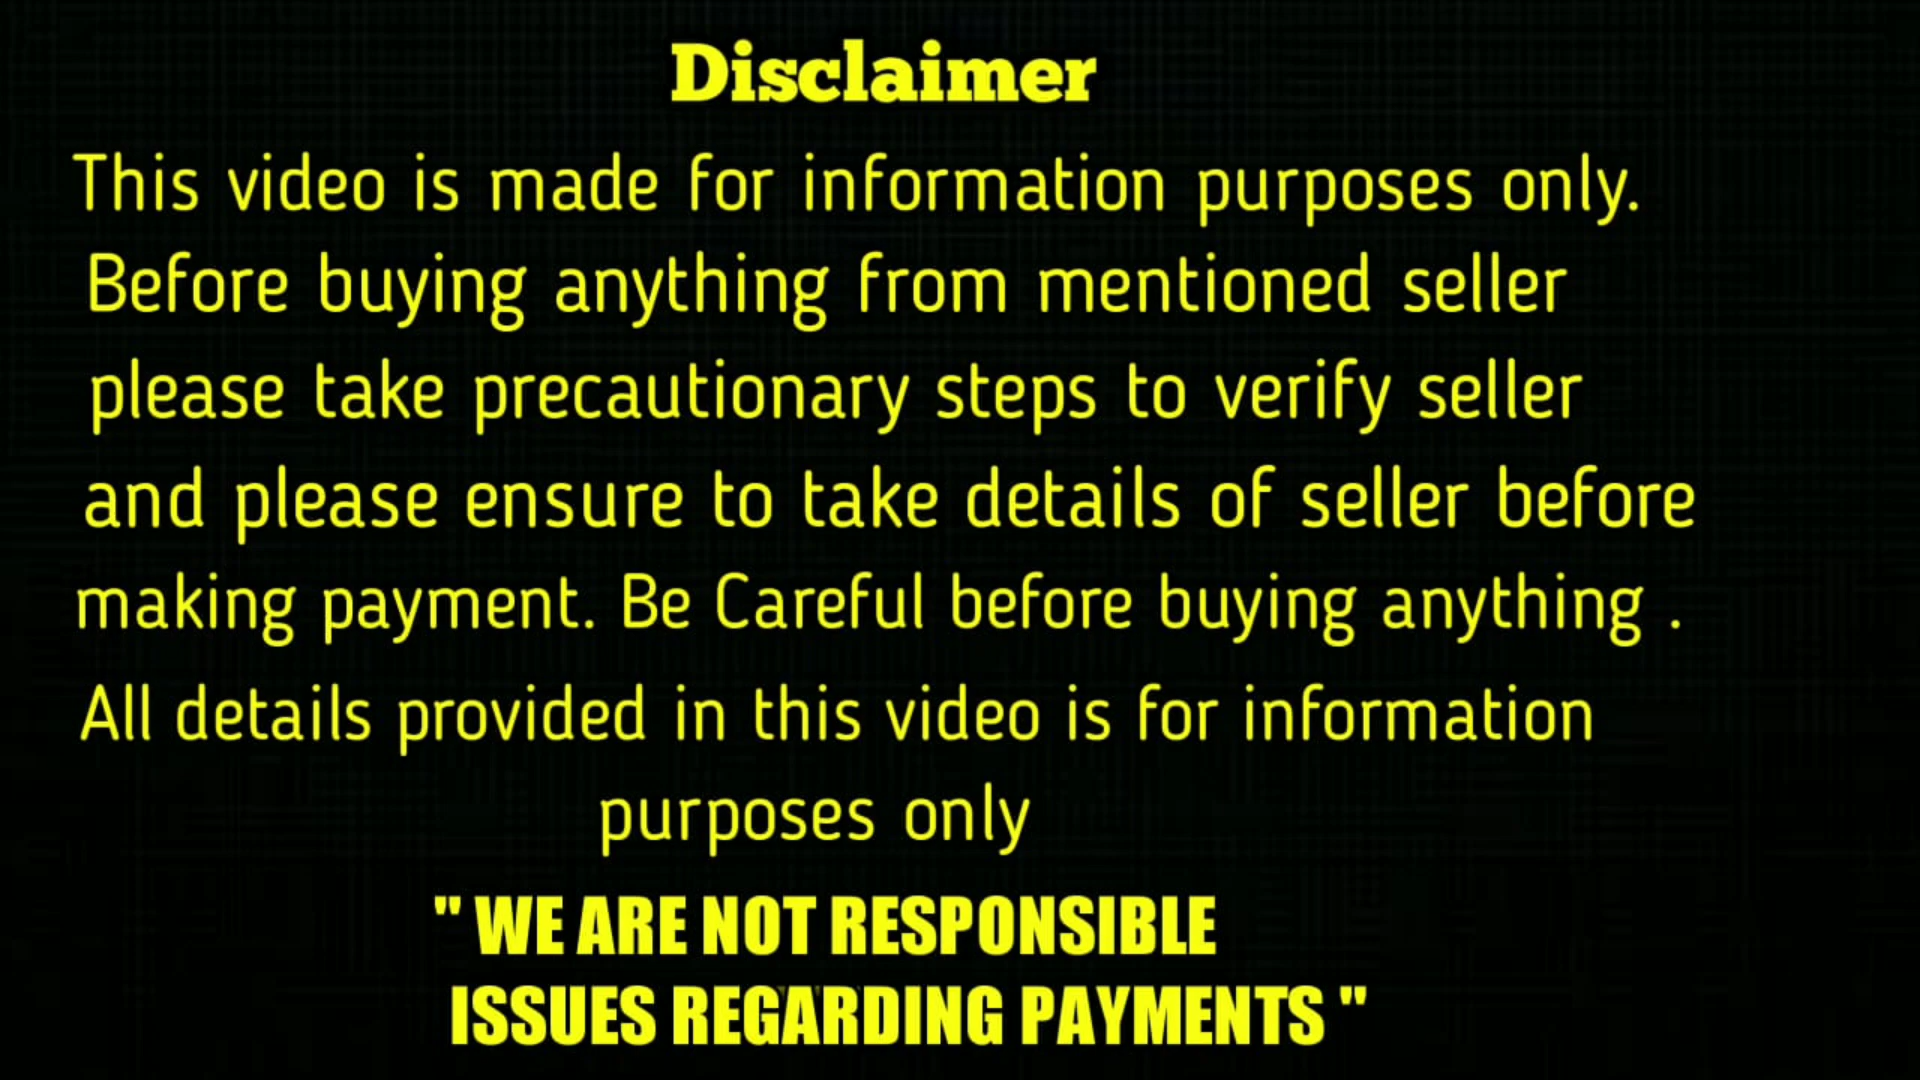 Disclaimer
This video is made for information purposes only.
Before buying anything from mentioned seller
please take precautionary steps to verify seller
and please ensure to take details of seller before
making payment. Be Careful before buying anything .
All details provided in this video is for information
purposes only
" WE ARE NOT RESPONSIBLE
ISSUES REGARDING PAYMENTS "